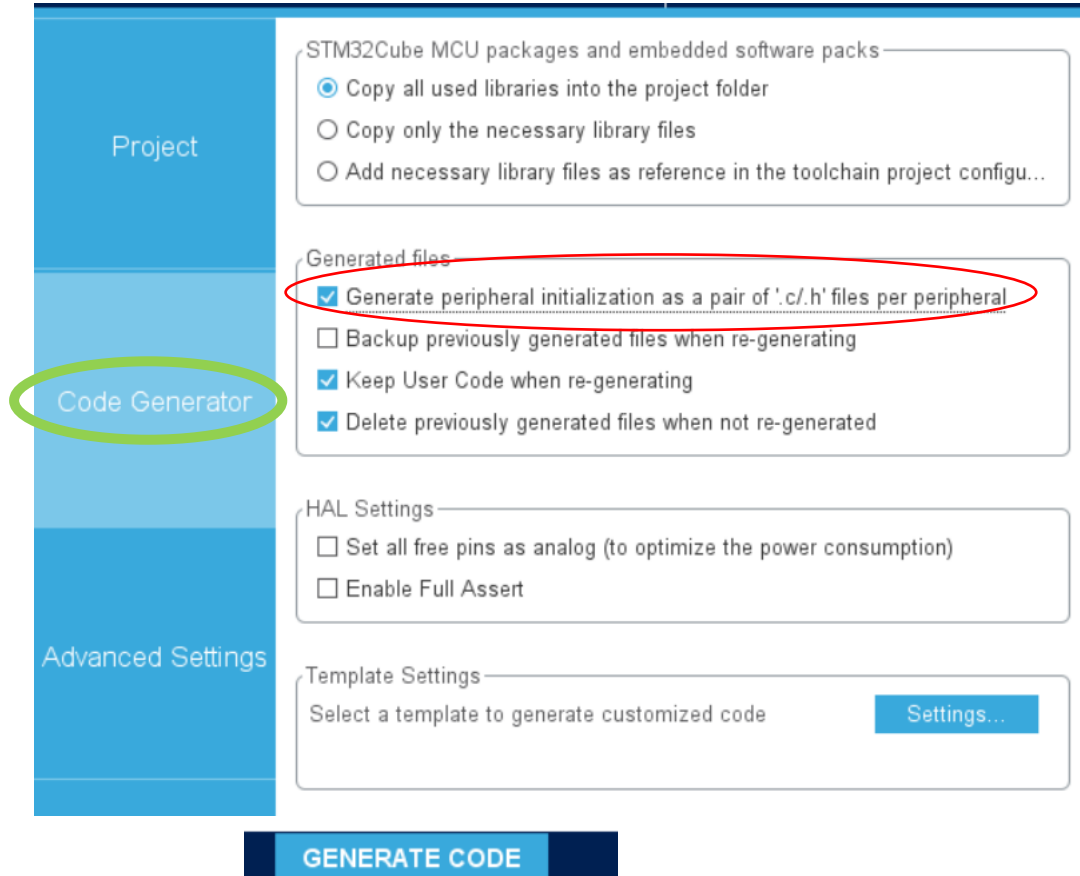 STM32Cube MCU packages and embedded software packs
Copy all used libraries into the project folder
Copy only the necessary library files
Add necessary library files as reference in the toolchain project configu...
Project
Generated files
Generate peripheral initialization as a pair of '.c/.h' files per peripheral
Backup previously generated files when re-generating
Keep User Code when re-generating
Delete previously generated files when not re-generated
Code Generator
HAL Settings
Set all free pins as analog (to optimize the power consumption)
Enable Full Assert
Advanced Settings
Template Settings
Select a template to generate customized code
Settings...
GENERATE CODE